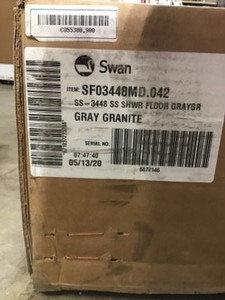 C055300.900
Swan
ITEM: SF03448MD.042
SS-3448 SS SHWR FLOOR GRAYGR
GRAY GRANITE
SERIAL NO:
07:47:40
05/13/20